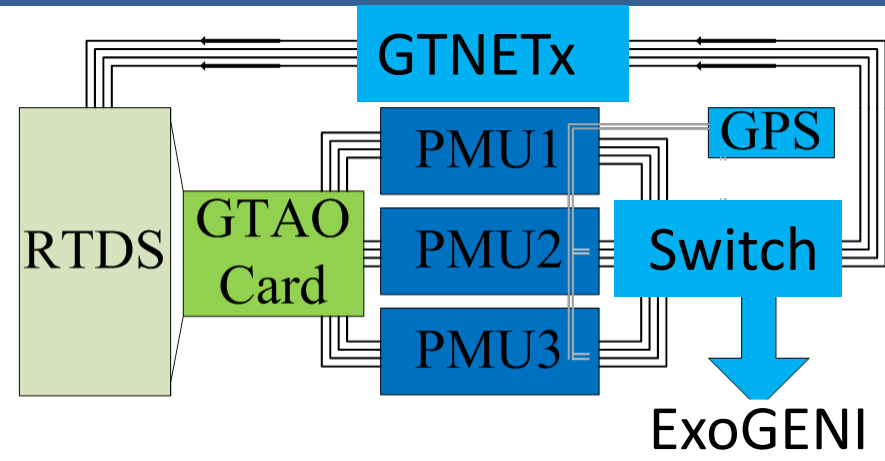 GTNETx
PMU1
GPS
RTDS
GTAO
Card
PMU2
Switch
PMU3
ExoGENI